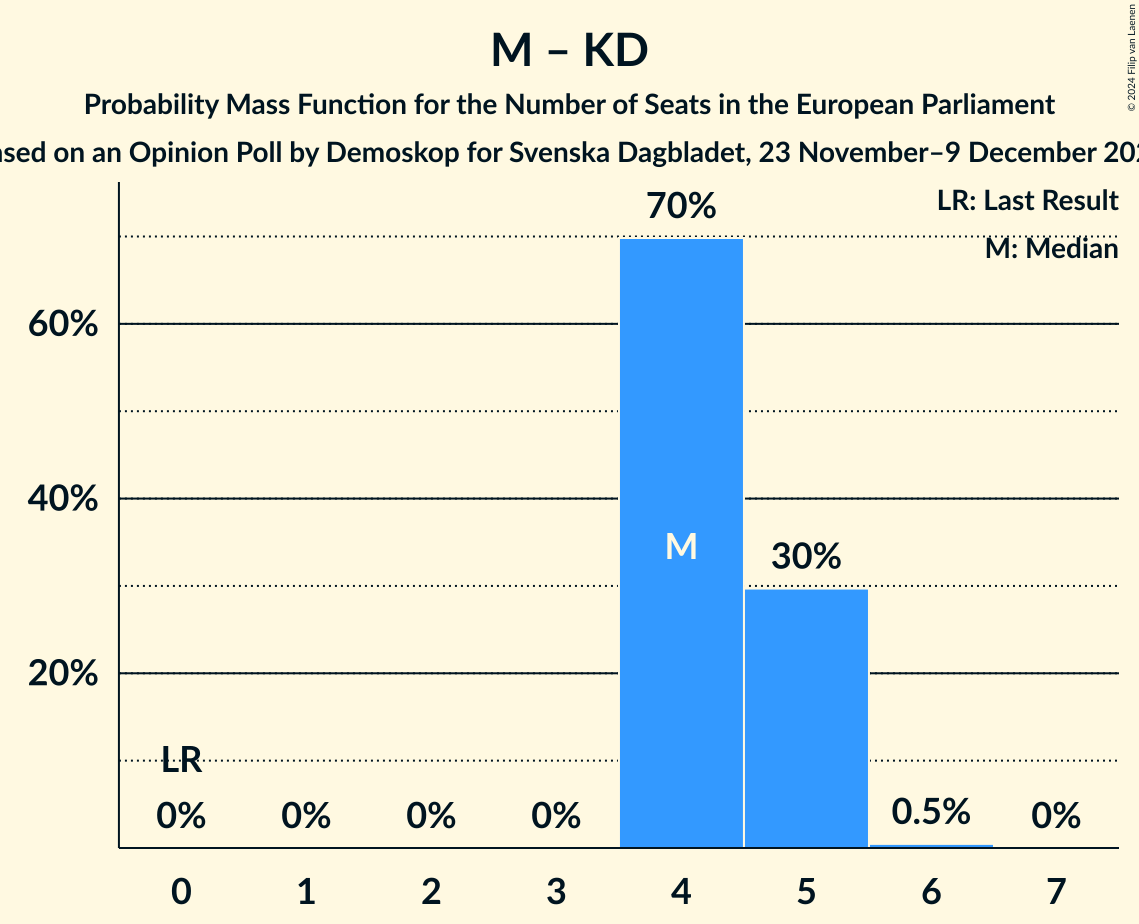 M – KD
Probability Mass Function for the Number of Seats in the European Parliament
on an Opinion Poll by Demoskop for Svenska Dagbladet, 23 November–9 December
© 2024 Filip van Laenen
LR: Last Result
M: Median
70%
60%
40%
M
30%
20%
LR
0% 0% 0% 0% 0.5% 0%
0 1 2 3 4 5 6 7